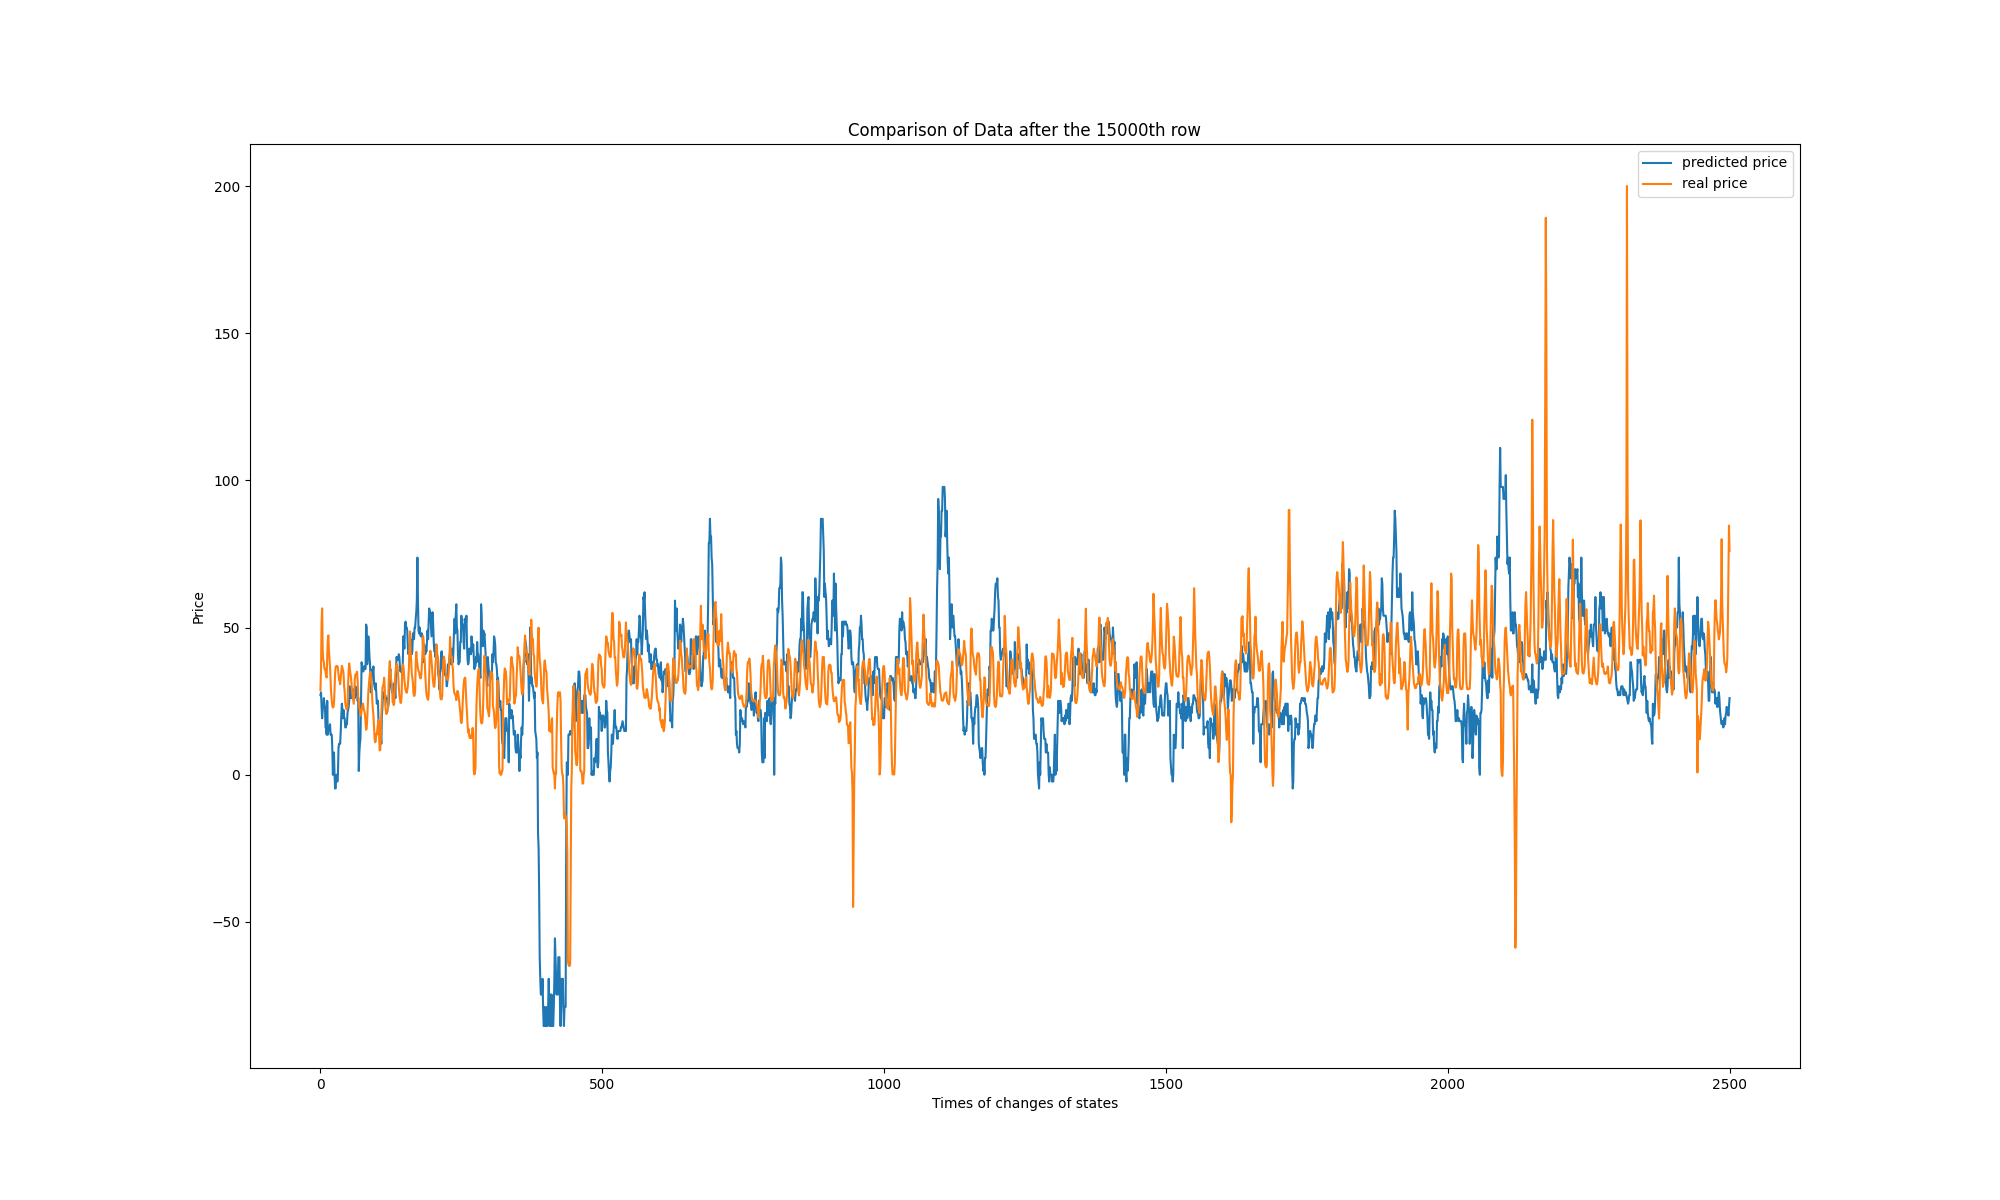 Comparison of Data after the 15000th row
predicted price
real price
200
150
100
50
0
−50
Price
0
500
1000
1500
2000
2500
Times of changes of states